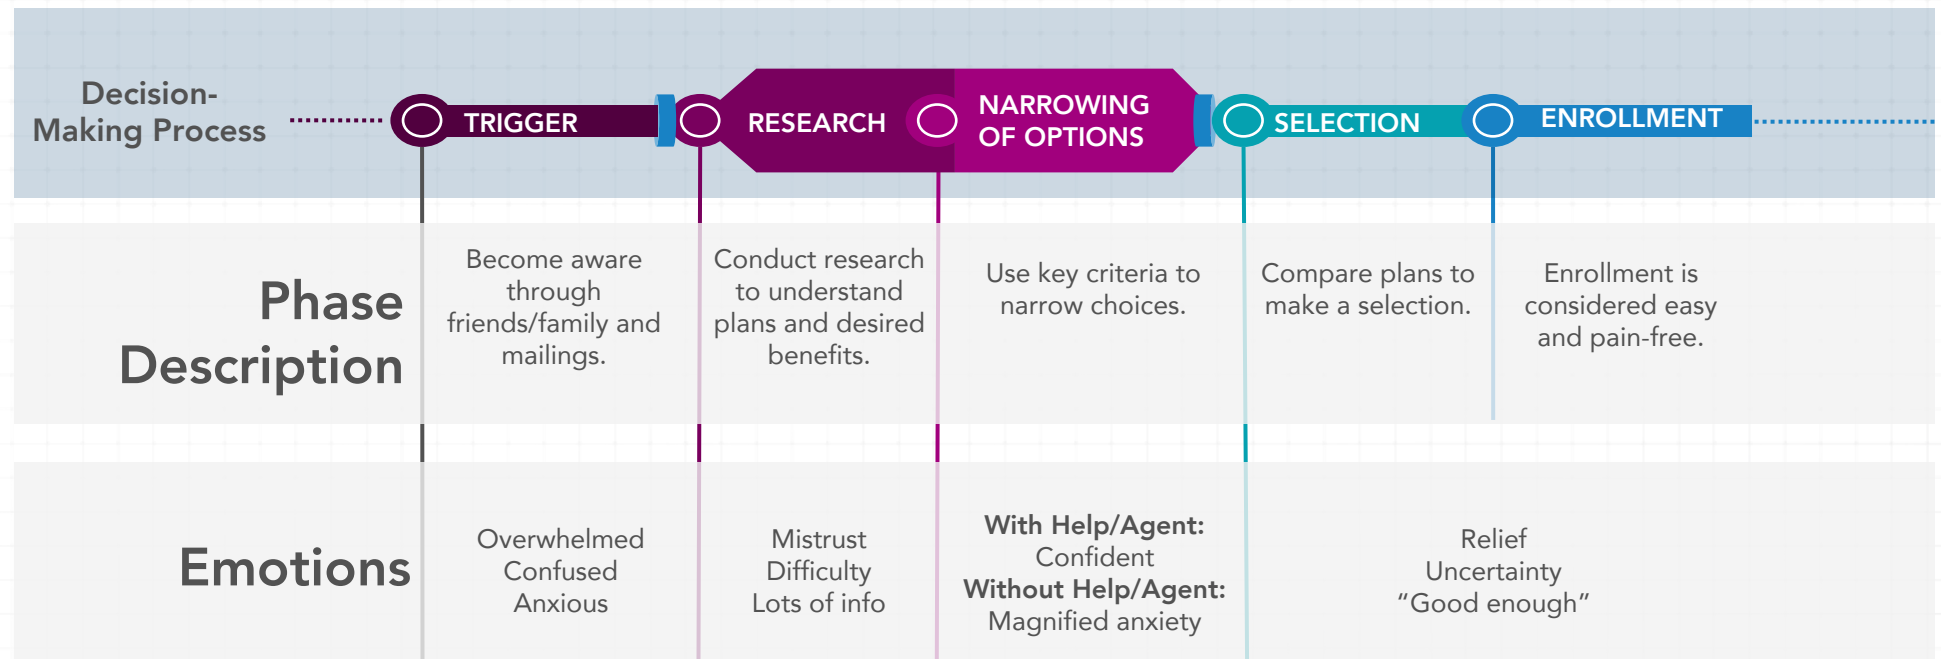 Decision-
Making Process
TRIGGER
RESEARCH
NARROWING
OF OPTIONS
SELECTION
ENROLLMENT
Phase
Description
Become aware
through
friends/family and
mailings.
Conduct research
to understand
plans and desired
benefits.
Use key criteria to
narrow choices.
Compare plans to
make a selection.
Enrollment is
considered easy
and pain-free.
Emotions
Overwhelmed
Confused
Anxious
Mistrust
Difficulty
Lots of info
With Help/Agent:
Confident
Without Help/Agent:
Magnified anxiety
Relief
Uncertainty
“Good enough”